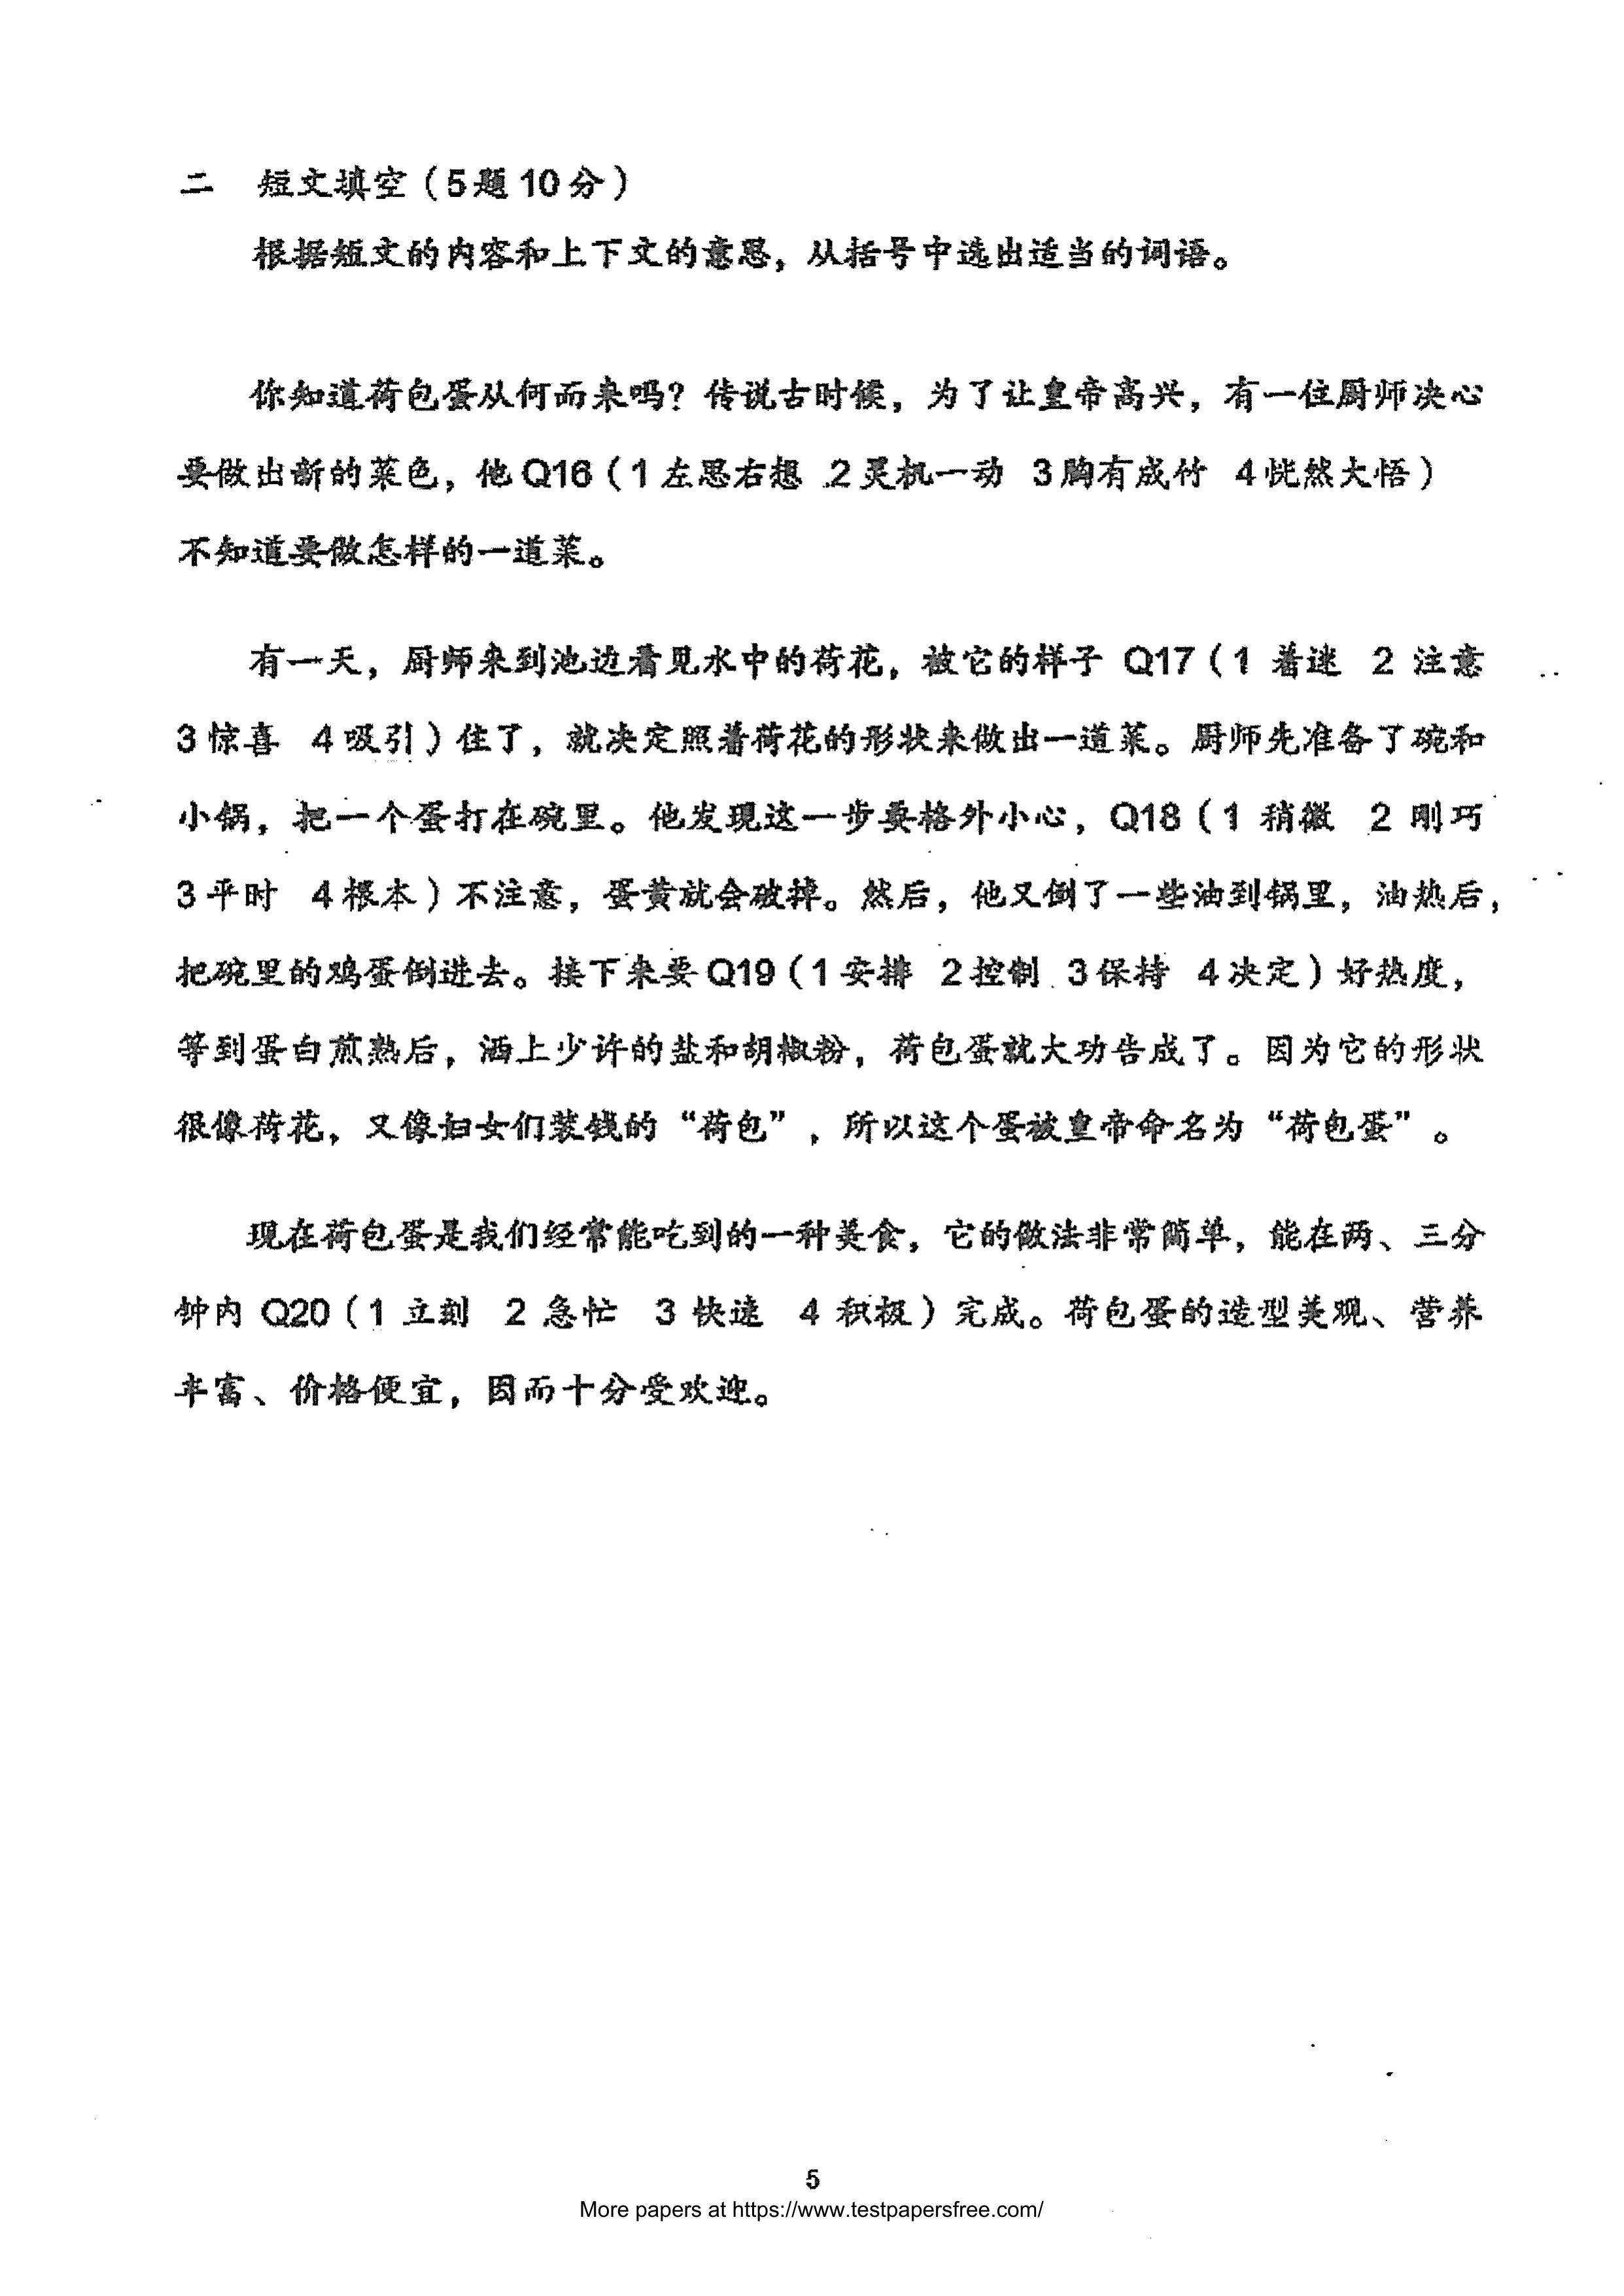 二 短文填空（5题10分）
根据短文的内容和上下文的意思，从括号中选出适当的词语。
你知道荷包蛋从何而来吗？传说古时候，为了让皇帝高兴，有一位厨师决心
要做出新的菜色，他Q16（1左思右想 2灵机一动 3胸有成竹 4恍然大悟）
不知道要做怎样的一道菜。
有一天，厨师来到池边看见水中的荷花，被它的样子 Q17（1 着迷 2 注意
3惊喜 4吸引）住了，就决定照着荷花的形状来做出一道菜。厨师先准备了碗和
小锅，把一个蛋打在碗里。他发现这一步要格外小心，Q18（1 稍微 2 刚巧
3平时 4根本）不注意，蛋黄就会破掉。然后，他又倒了一些油到锅里，油热后，
把碗里的鸡蛋倒进去。接下来要Q19（1安排 2控制 3保持 4决定）好热度，
等到蛋白煎熟后，洒上少许的盐和胡椒粉，荷包蛋就大功告成了。因为它的形状
很像荷花，又像妇女们装钱的“荷包”，所以这个蛋被皇帝命名为“荷包蛋”。
现在荷包蛋是我们经常能吃到的一种美食，它的做法非常简单，能在两、三分
钟内 Q20（1 立刻 2 急忙 3 快速 4 积极）完成。荷包蛋的造型美观、营养
丰富、价格便宜，因而十分受欢迎。
5
More papers at https://www.testpapersfree.com/